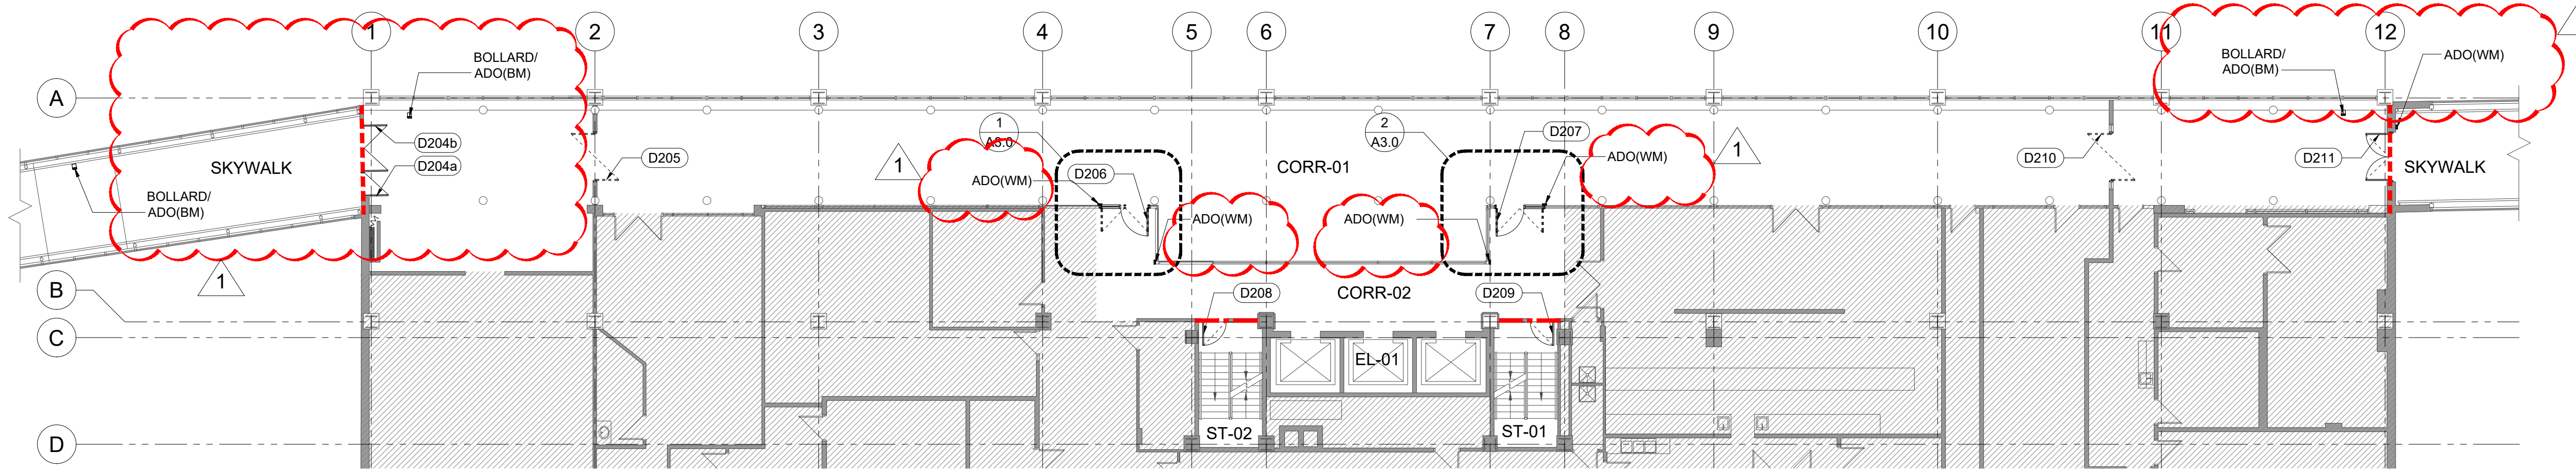 1
2
3
4
5
6
7
8
9
10
11
12
A
B
C
D
BOLLARD/
ADO(BM)
D204b
D204a
SKYWALK
BOLLARD/
ADO(BM)
1
D205
1
1
A3.0
ADO(WM)
D206
ADO(WM)
CORR-01
2
A3.0
D207
ADO(WM)
1
ADO(WM)
D208
CORR-02
D209
EL-01
ST-02
ST-01
BOLLARD/
ADO(BM)
ADO(WM)
D210
D211
SKYWALK